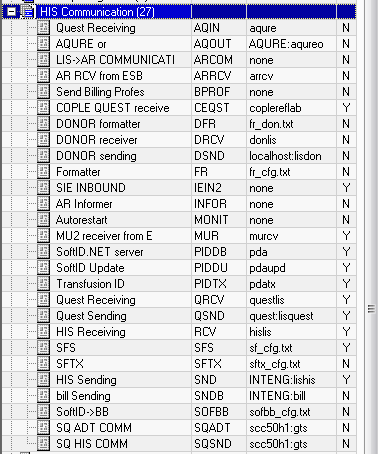 HIS Communication (27)
Quest Receiving AQIN aqure N
AQURE or AQOUT AQURE:aqureo N
LIS->AR COMMUNICATI ARCOM none N
AR RCV from ESB ARRCV arrcv N
Send Billing Profes BPROF none N
COPLE QUEST receive CEQST coplereflab Y
DONOR formatter DFR fr_don.txt N
DONOR receiver DRCV donlis N
DONOR sending DSND localhost:lisdon N
Formatter FR fr_cfg.txt N
SIE INBOUND IEIN2 none Y
AR Informer INFOR none N
Autorestart MONIT none N
MU2 receiver from E MUR murcv Y
SoftID.NET server PIDDB pda Y
SoftID Update PIDDU pdaupd Y
Transfusion ID PIDTX pdatx Y
Quest Receiving QRCV questlis Y
Quest Sending QSND quest:lisquest Y
HIS Receiving RCV hislis Y
SFS SFS sf_cfg.txt Y
SFTX SFTX sftx_cfg.txt N
HIS Sending SND INTENG:lishis Y
bill Sending SNDB INTENG:bill N
SoftID->BB SOFBB sofbb_cfg.txt N
SQ ADT COMM SQADT scc50h1:gts N
SQ HIS COMM SQSND scc50h1:gts N